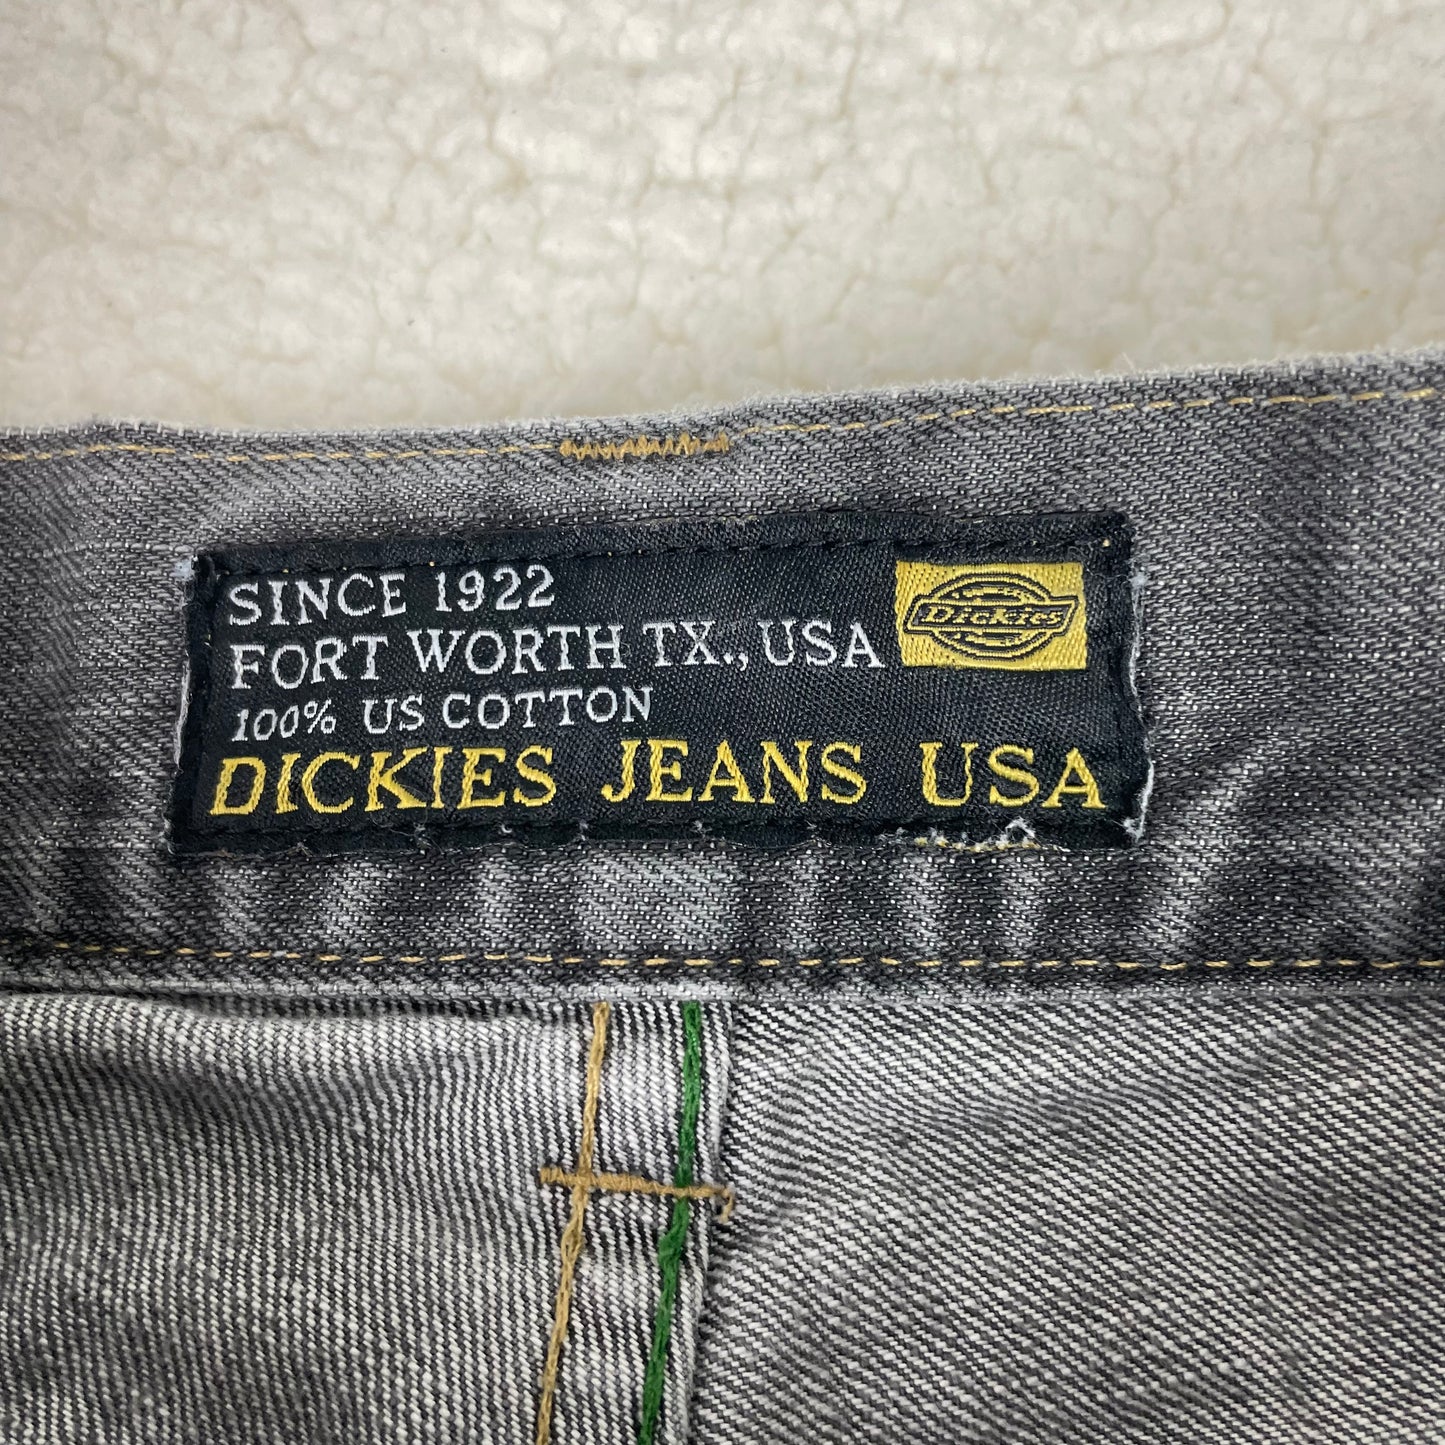 SINCE 1922
FORT WORTH TX., USA
Dickies
100% US COTTON
DICKIES JEANS USA